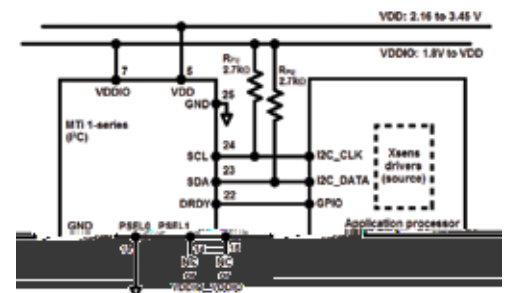 VDD: 2.16 to 3.45 V
VDDIO: 1.8V to VDD
7
5
VDDIO
VDD
25
GND
RPU
2.7kΩ
RPU
2.7kΩ
MTi 1-series
(I²C)
24
SCL
I2C_CLK
23
SDA
I2C_DATA
22
DRDY
GPIO
Xsens
drivers
(source)
Application processor
GND
PSEL0
PSEL1
NC
or
NC
or